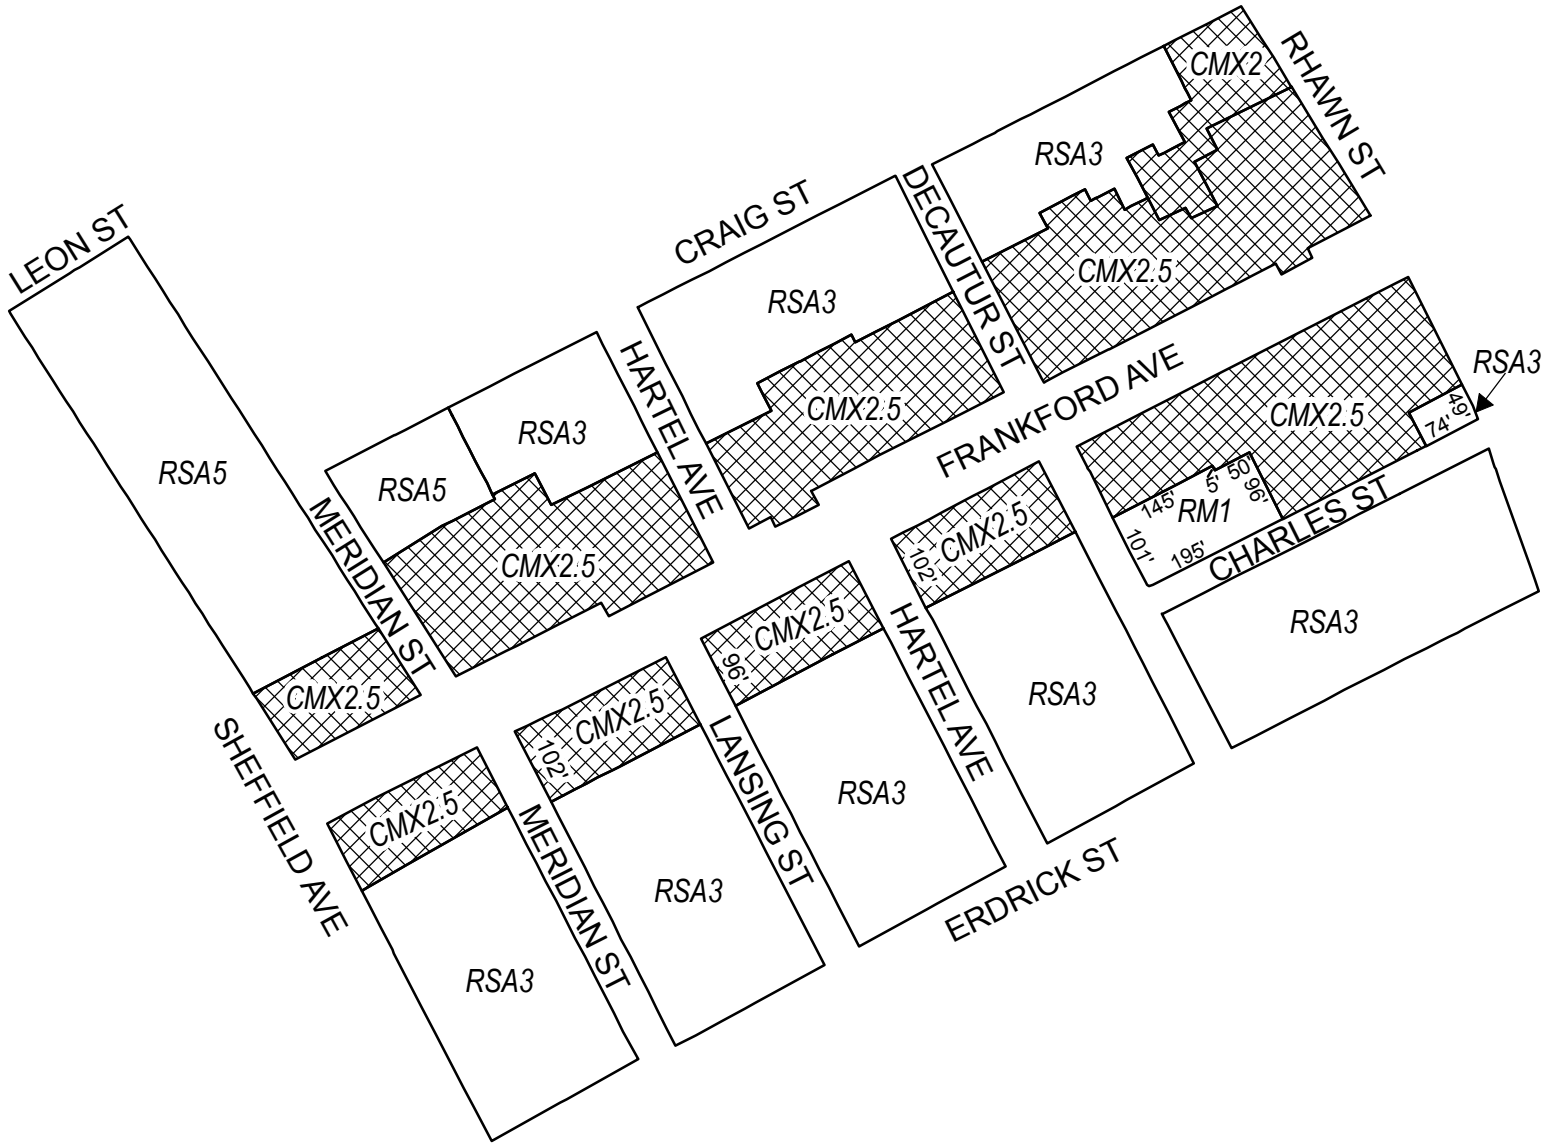 CMX2
RHAWN ST
RSA3
LEON ST
CRAIG ST
DECAUTUR ST
CMX2.5
RSA3
HARTEL AVE
CMX2.5
FRANKFORD AVE
RSA3
CMX2.5
49'
74'
RSA3
RSA5
RSA5
MERIDIAN ST
CMX2.5
145'
5'
50'
96'
RM1
101'
195'
CHARLES ST
RSA3
CMX2.5
102'
HARTEL AVE
RSA3
CMX2.5
96'
LANSING ST
RSA3
CMX2.5
SHEFFIELD AVE
CMX2.5
102'
MERIDIAN ST
RSA3
CMX2.5
RSA3
ERDRICK ST